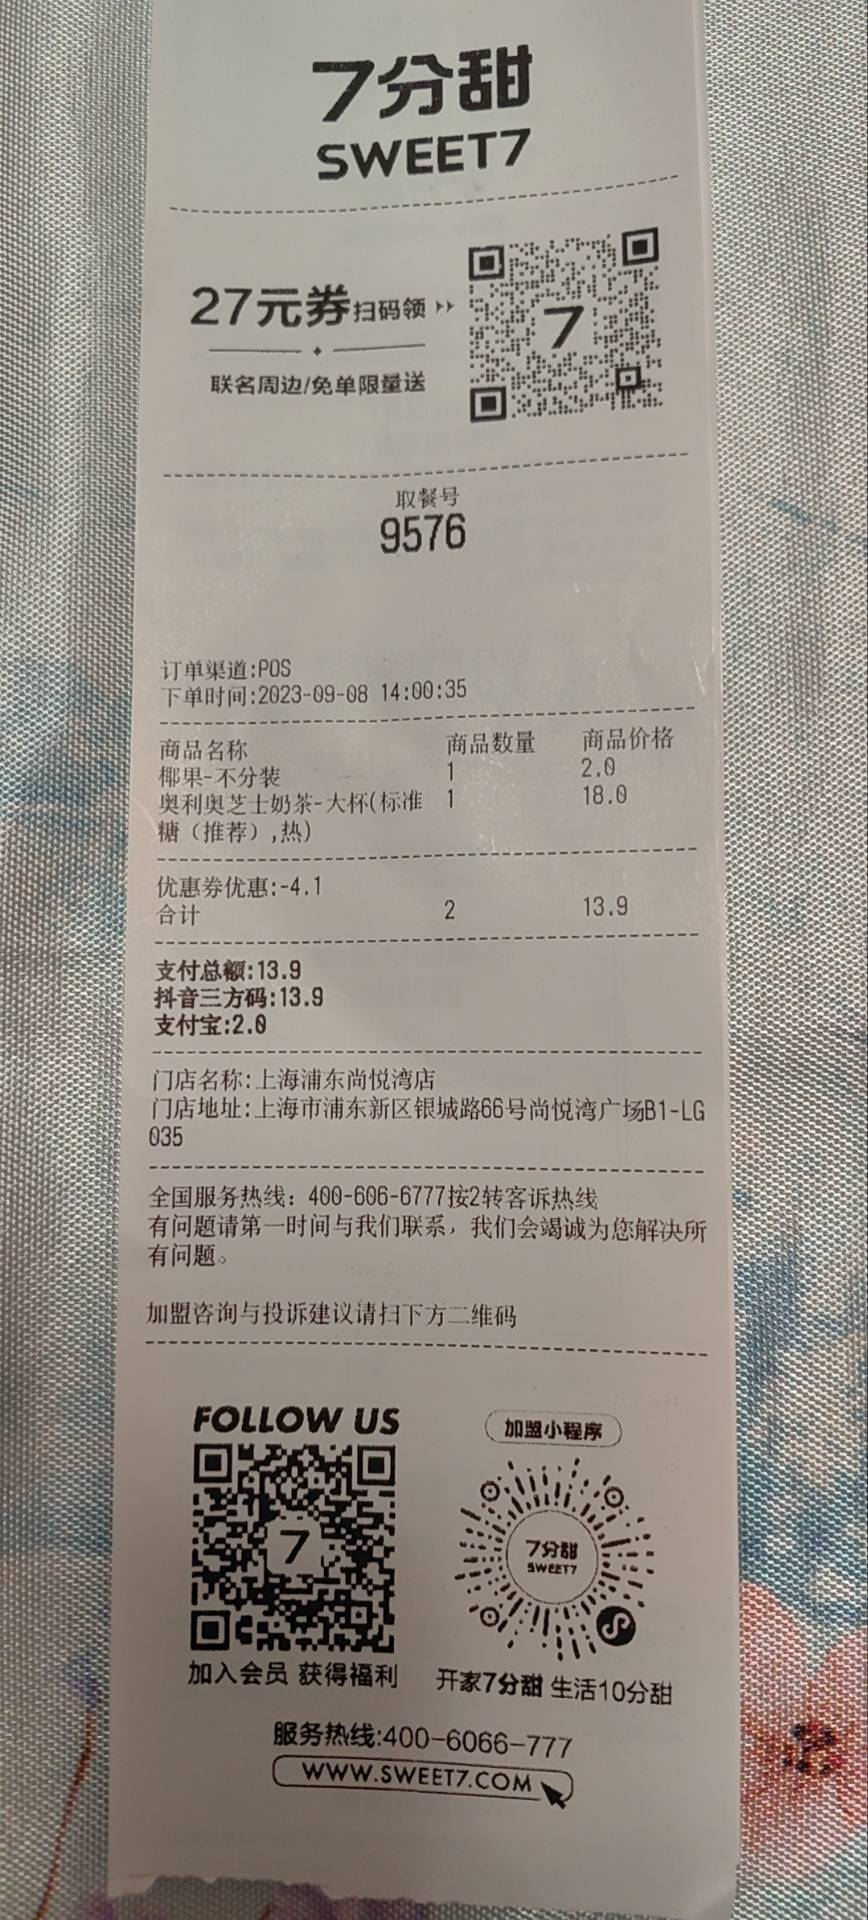 7分甜
SWEET7
27元券扫码领
联名周边/免单限量送
7
取餐号
9576
订单渠道:POS
下单时间:2023-09-08 14:00:35
商品名称 商品数量 商品价格
椰果-不分装 1 2.0
奥利奥芝士奶茶-大杯(标准 1 18.0
糖（推荐）,热)
优惠券优惠:-4.1
合计 2 13.9
支付总额:13.9
抖音三方码:13.9
支付宝:2.0
门店名称:上海浦东尚悦湾店
门店地址:上海市浦东新区银城路66号尚悦湾广场B1-LG
035
全国服务热线：400-606-6777按2转客诉热线
有问题请第一时间与我们联系，我们会竭诚为您解决所
有问题。
加盟咨询与投诉建议请扫下方二维码
FOLLOW US
7
加入会员 获得福利
加盟小程序
7分甜
SWEET7
开家7分甜 生活10分甜
服务热线:400-6066-777
WWW.SWEET7.COM